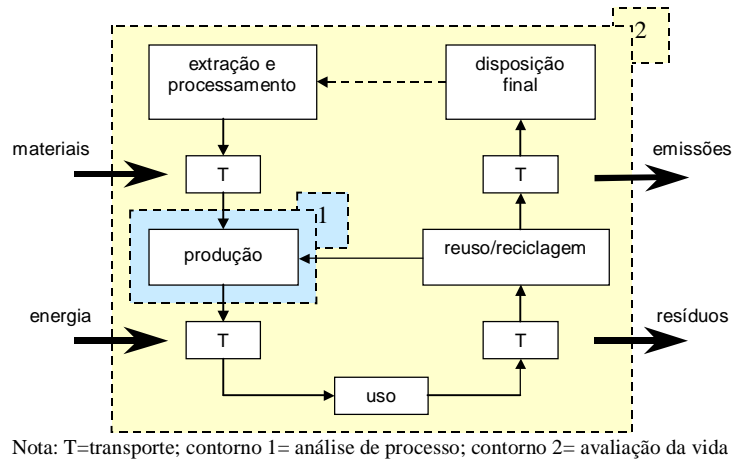 2
extração e
processamento
disposição
final
materiais
emissões
T
T
1
produção
reuso/reciclagem
energia
resíduos
T
T
uso
Nota: T=transporte; contorno 1= análise de processo; contorno 2= avaliação da vida